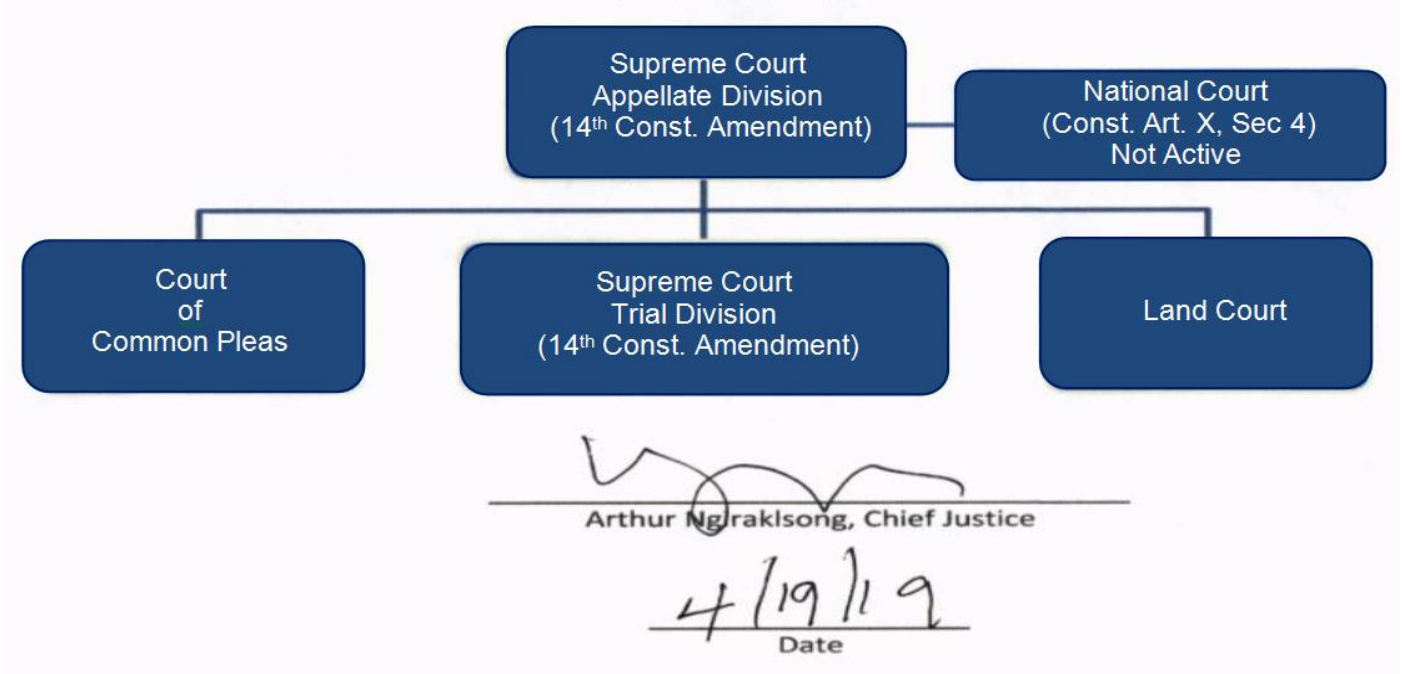 Supreme Court
Appellate Division
(14th Const. Amendment)
National Court
(Const. Art. X, Sec 4)
Not Active
Court
of
Common Pleas
Supreme Court
Trial Division
(14th Const. Amendment)
Land Court
Arthur Ngiraklsong, Chief Justice
4/19/19
Date